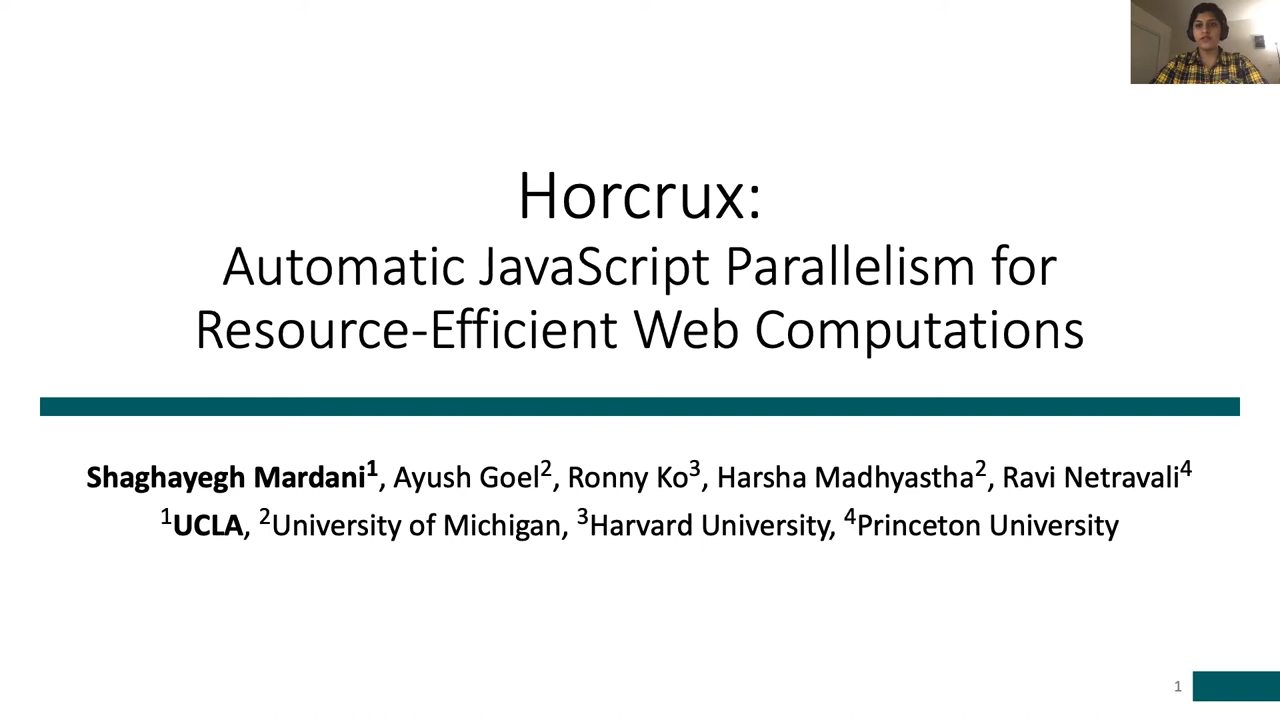 Horcrux:
Automatic JavaScript Parallelism for
Resource-Efficient Web Computations
Shaghayegh Mardani¹, Ayush Goel², Ronny Ko³, Harsha Madhyastha², Ravi Netravali⁴
¹UCLA, ²University of Michigan, ³Harvard University, ⁴Princeton University
1